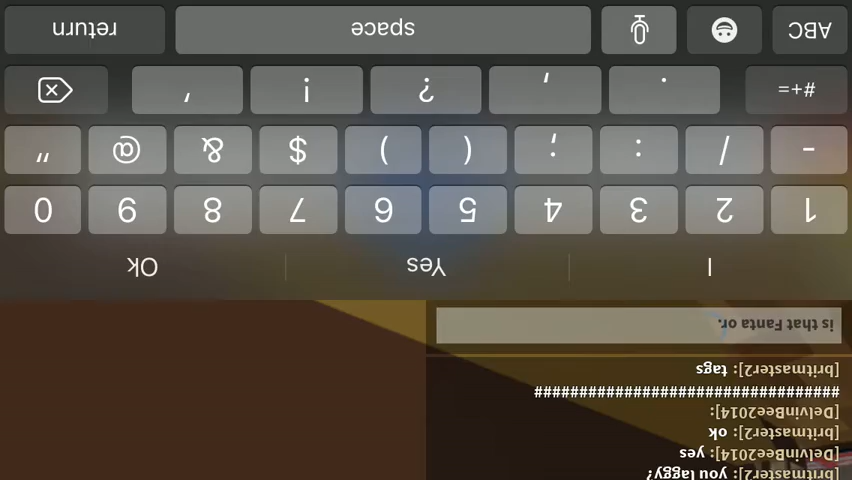 [britmaster2]: you laggy?
[DelvinBee2014]: yes
[britmaster2]: ok
[DelvinBee2014]:
##################################
[britmaster2]: tags
is that Fanta or.
I Yes Ok
1 2 3 4 5 6 7 8 9 0
- / : ; ( ) $ & @ "
#+= . , ? ! '
ABC space return